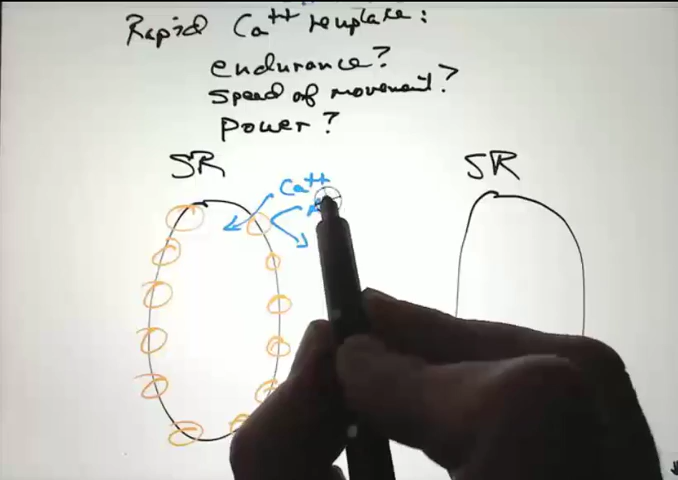 Rapid Ca++ reuptake:
endurance?
Speed of movement?
Power?
SR
SR
Ca++